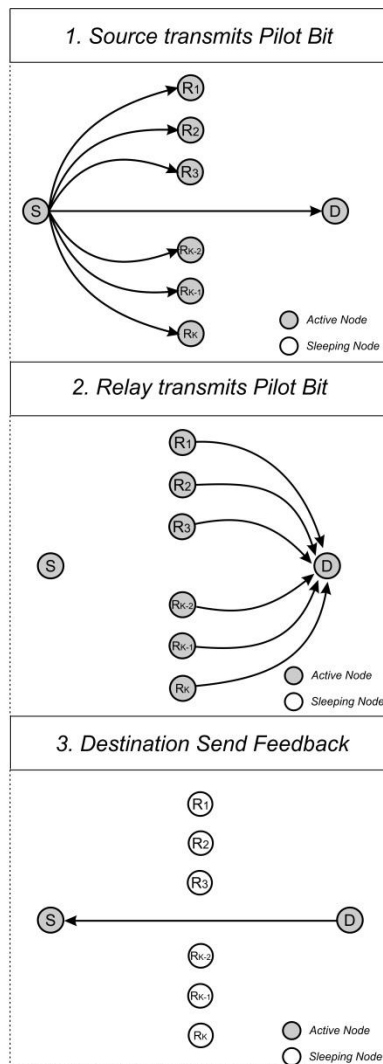 1. Source transmits Pilot Bit
R1
R2
R3
S
D
RK-2
RK-1
RK
Active Node
Sleeping Node
2. Relay transmits Pilot Bit
R1
R2
R3
S
D
RK-2
RK-1
RK
Active Node
Sleeping Node
3. Destination Send Feedback
R1
R2
R3
S
D
RK-2
RK-1
RK
Active Node
Sleeping Node